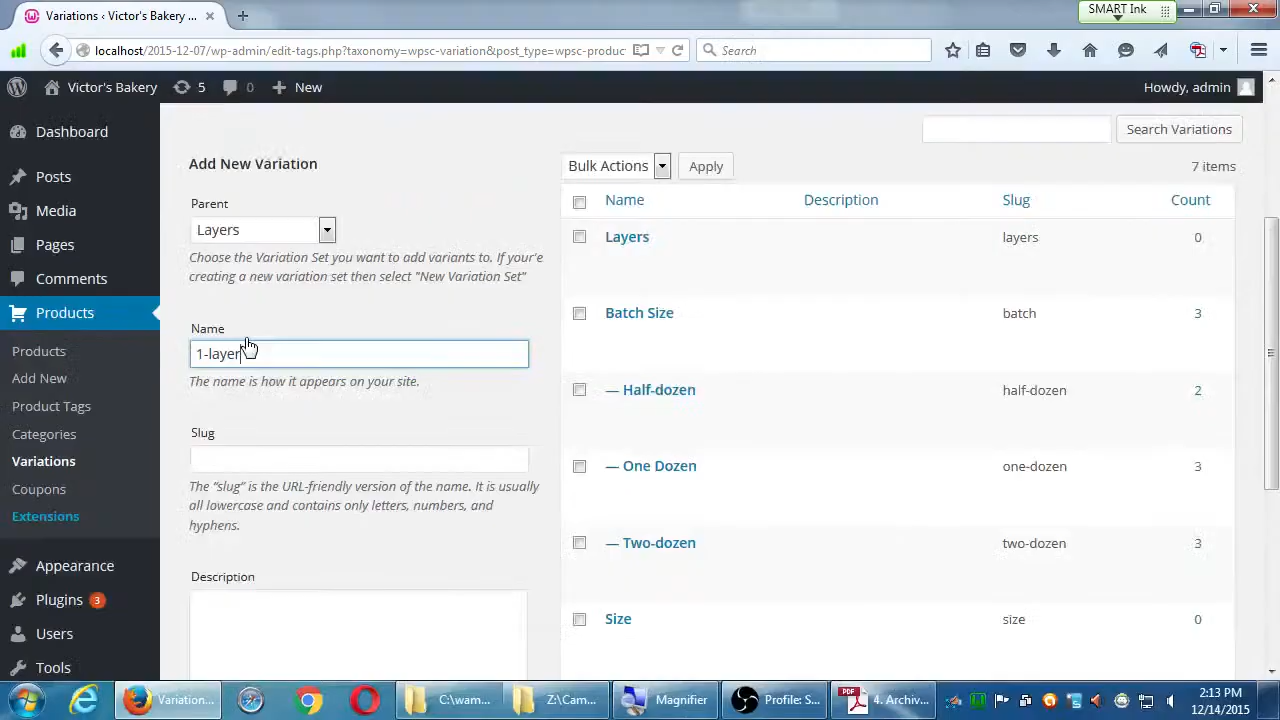 Variations ‹ Victor's Bakery ...
SMART Ink
localhost/2015-12-07/wp-admin/edit-tags.php?taxonomy=wpsc-variation&post_type=wpsc-produc
Search
Victor's Bakery
5
0
New
Howdy, admin
Dashboard
Posts
Media
Pages
Comments
Products
Products
Add New
Product Tags
Categories
Variations
Coupons
Extensions
Appearance
Plugins 3
Users
Tools
Search Variations
Add New Variation
Parent
Layers
Choose the Variation Set you want to add variants to. If your'e
creating a new variation set then select "New Variation Set"
Name
1-layer
The name is how it appears on your site.
Slug
The “slug” is the URL-friendly version of the name. It is usually
all lowercase and contains only letters, numbers, and
hyphens.
Description
Bulk Actions
Apply
7 items
Name Description Slug Count
Layers layers 0
Batch Size batch 3
— Half-dozen half-dozen 2
— One Dozen one-dozen 3
— Two-dozen two-dozen 3
Size size 0
Variation...
C:\wam...
Z:\Cam...
Magnifier
Profile: S...
PDF
4. Archiv...
2:13 PM
12/14/2015